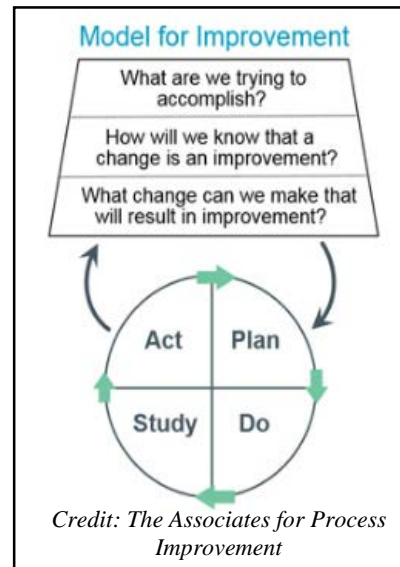 Model for Improvement
What are we trying to
accomplish?
How will we know that a
change is an improvement?
What change can we make that
will result in improvement?
Act
Plan
Study
Do
Credit: The Associates for Process
Improvement